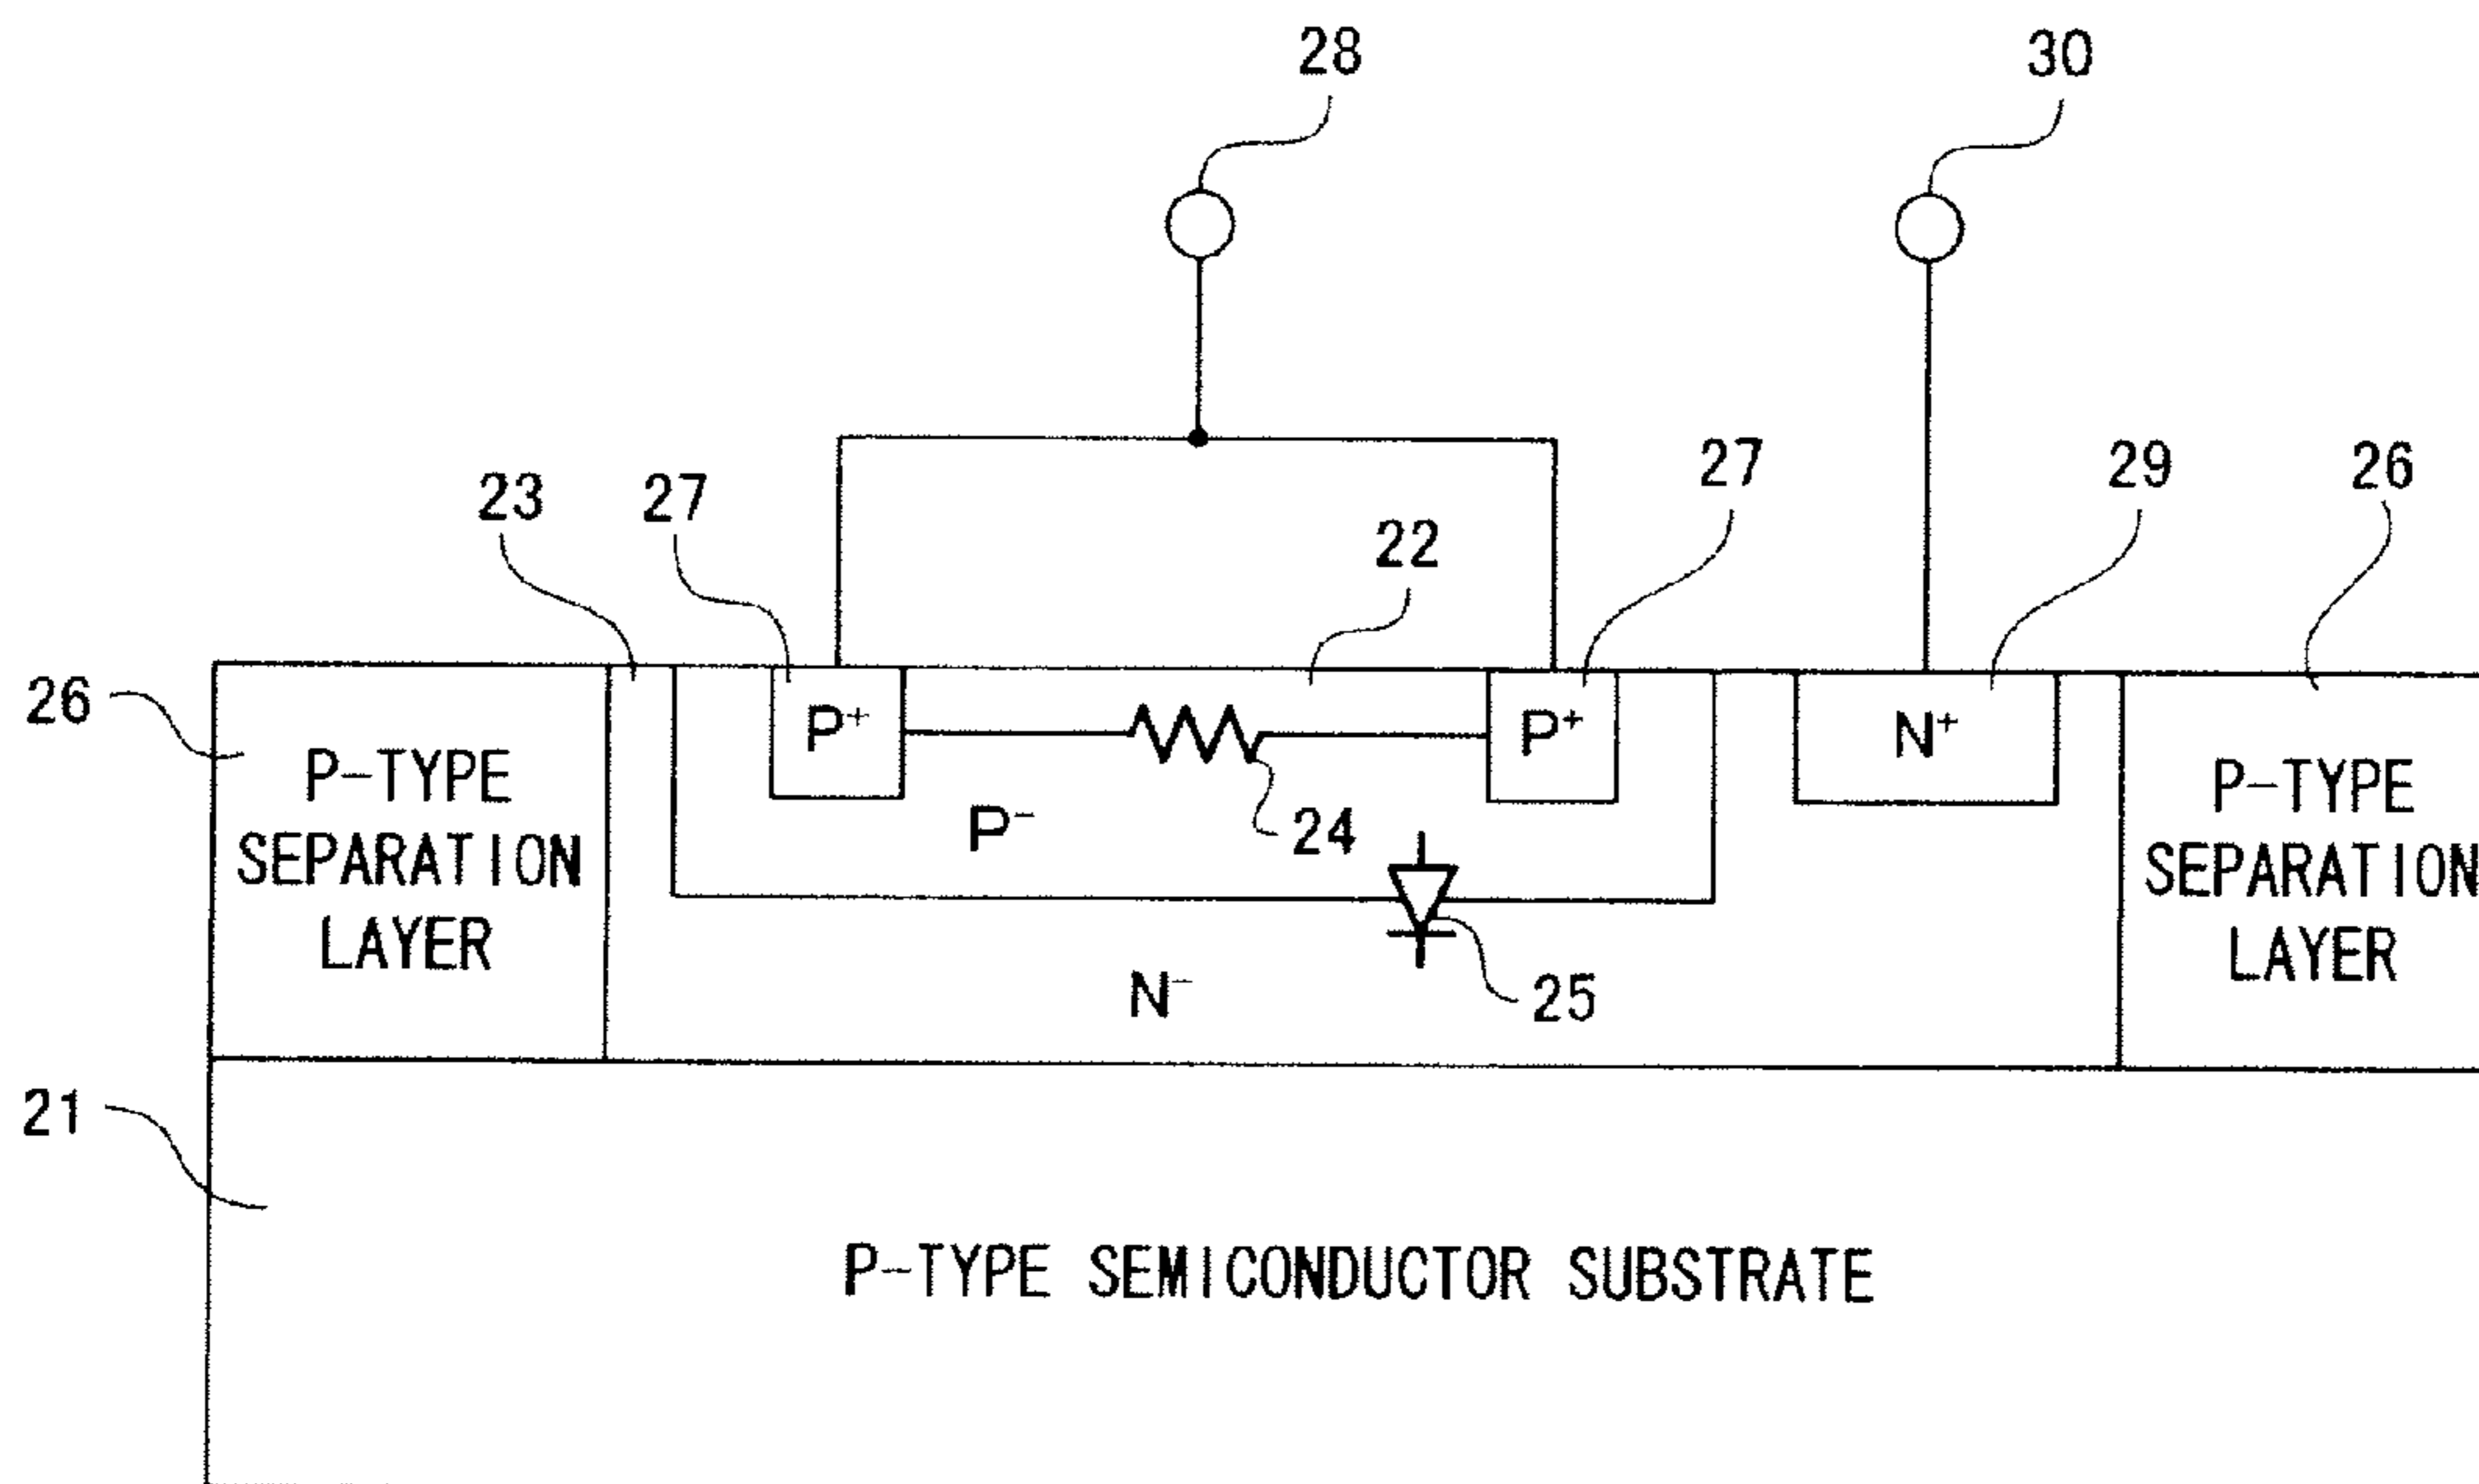 28
30
23
27
22
27
29
26
26
P-TYPE
SEPARATION
LAYER
P⁺
P⁻
24
P⁺
N⁺
P-TYPE
SEPARATION
LAYER
N⁻
25
21
P-TYPE SEMICONDUCTOR SUBSTRATE